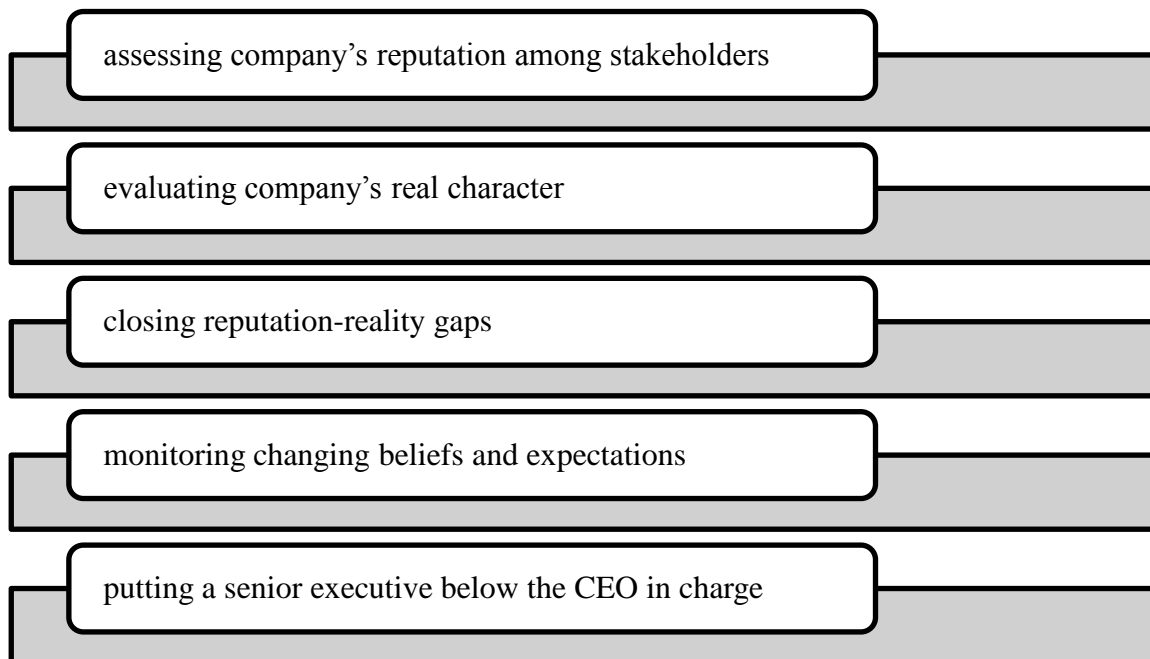 assessing company’s reputation among stakeholders
evaluating company’s real character
closing reputation-reality gaps
monitoring changing beliefs and expectations
putting a senior executive below the CEO in charge